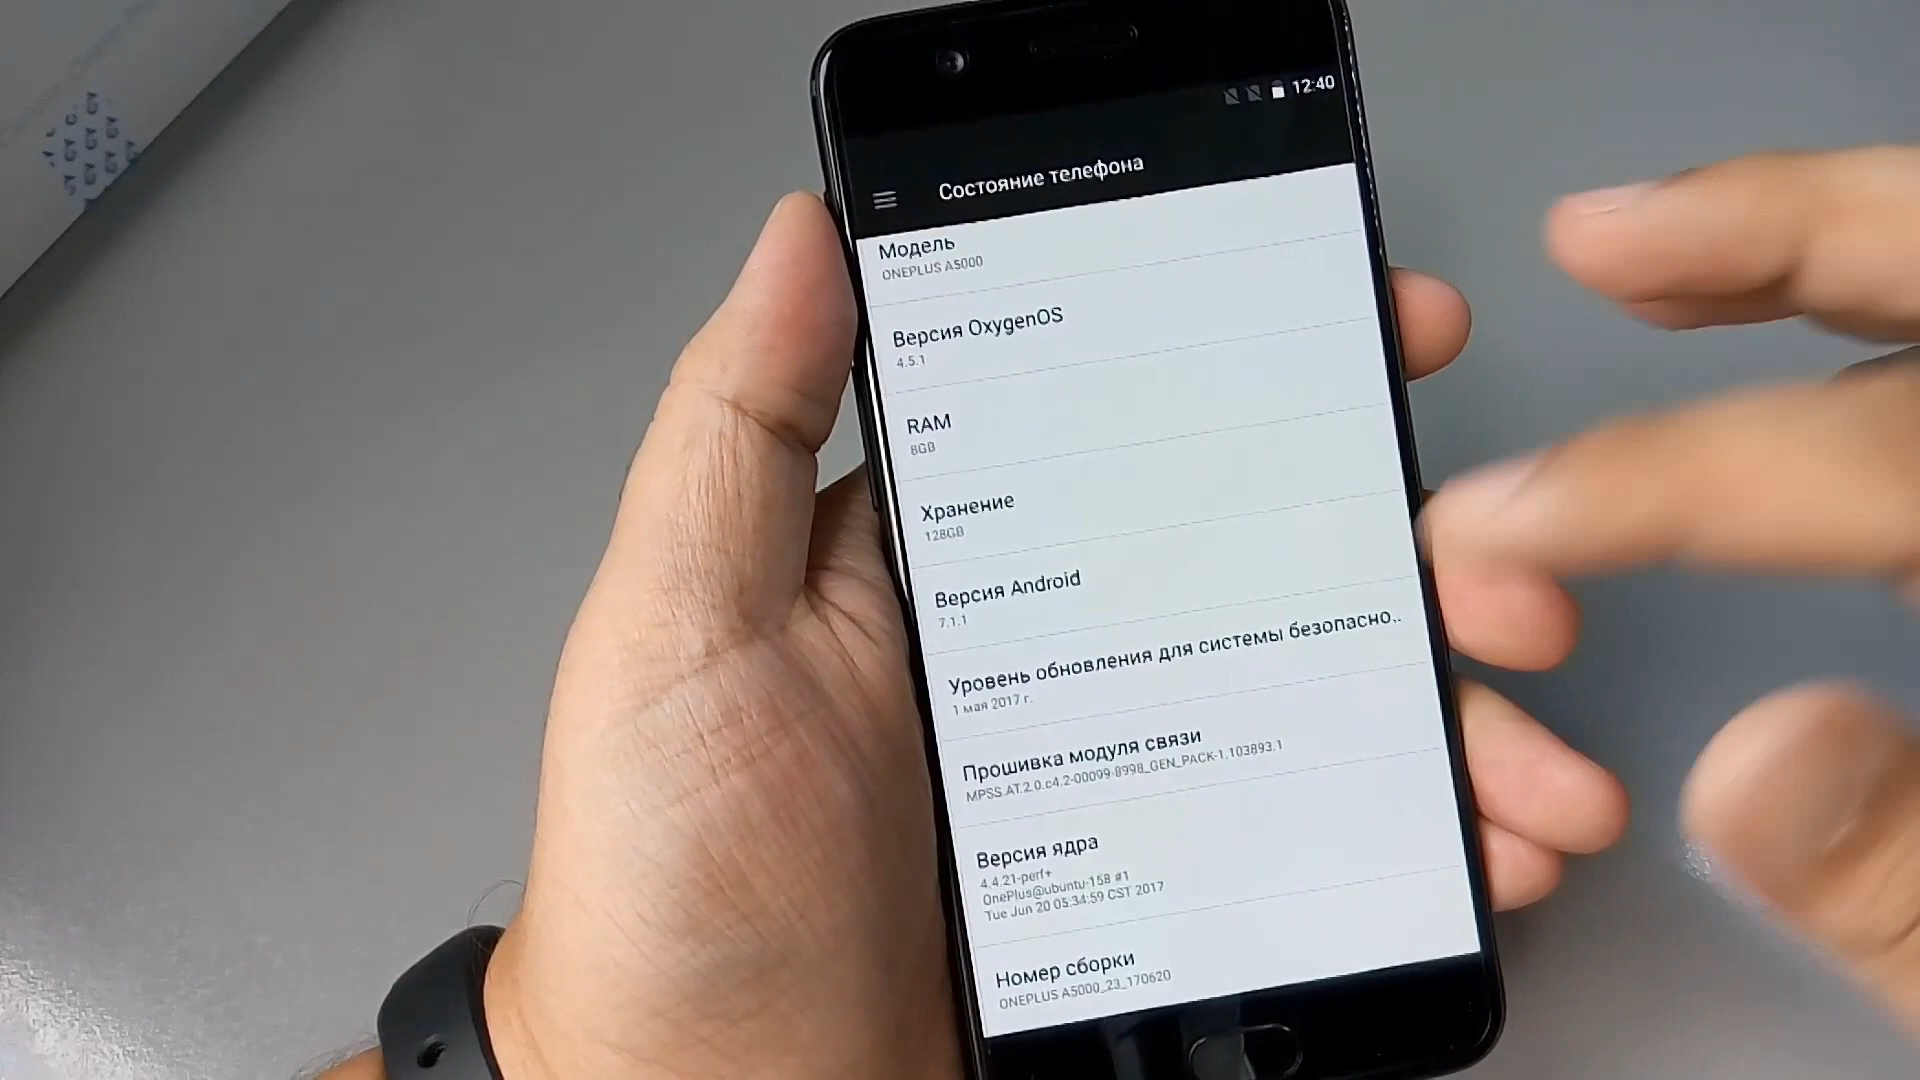 12:40
Состояние телефона
Модель
ONEPLUS A5000
Версия OxygenOS
4.5.1
RAM
8GB
Хранение
128GB
Версия Android
7.1.1
Уровень обновления для системы безопасно..
1 мая 2017 г.
Прошивка модуля связи
MPSS.AT.2.0.c4.2-00099-8998_GEN_PACK-1.103893.1
Версия ядра
4.4.21-perf+
OnePlus@ubuntu-158 #1
Tue Jun 20 05:34:59 CST 2017
Номер сборки
ONEPLUS A5000_23_170620